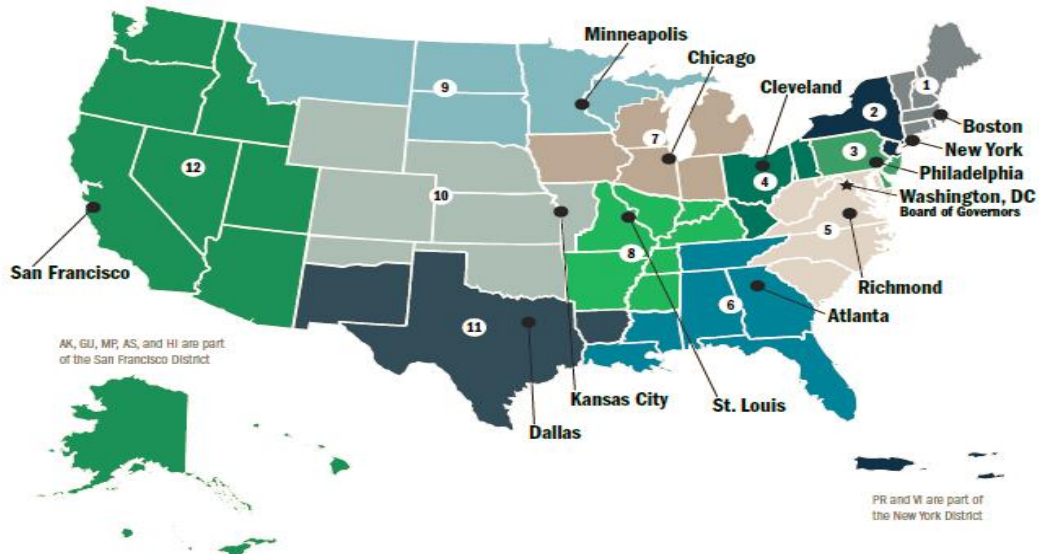 Minneapolis
Chicago
Cleveland
1
2
9
Boston
7
3
New York
12
Philadelphia
4
Washington, DC
Board of Governors
10
5
8
San Francisco
Richmond
6
Atlanta
11
AK, GU, MP, AS, and HI are part
of the San Francisco District
Kansas City
St. Louis
Dallas
PR and VI are part of
the New York District